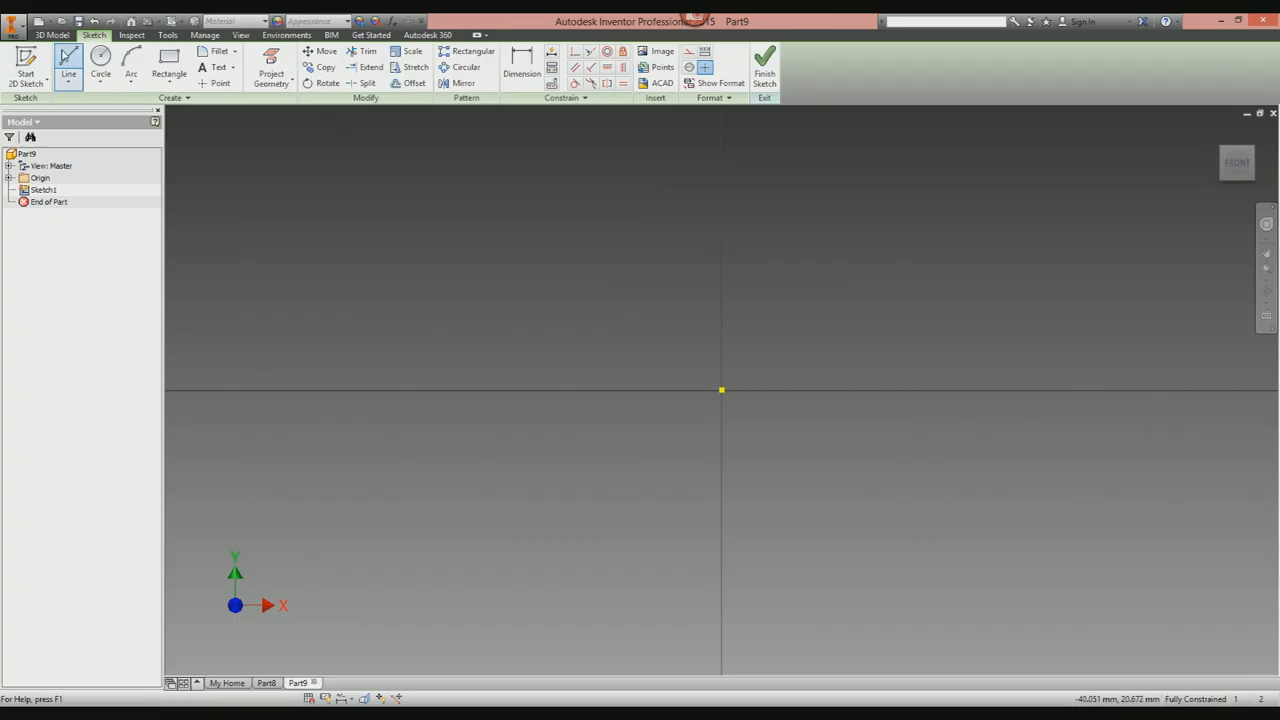 Material
Appearance
Autodesk Inventor Professional
15 Part9
Sign In
PRO
3D Model Sketch Inspect Tools Manage View Environments BIM Get Started Autodesk 360
Start
2D Sketch
Line
Circle
Arc
Rectangle
Fillet
Text
Point
Project
Geometry
Move
Copy
Rotate
Trim
Extend
Split
Scale
Stretch
Offset
Rectangular
Circular
Mirror
Dimension
Image
Points
ACAD
Show Format
Finish
Sketch
Sketch Create Modify Pattern Constrain Insert Format Exit
Model
Part9
View: Master
Origin
Sketch1
End of Part
FRONT
Y
X
My Home Part8 Part9
For Help, press F1
-40.051 mm, 20.672 mm Fully Constrained 1 2